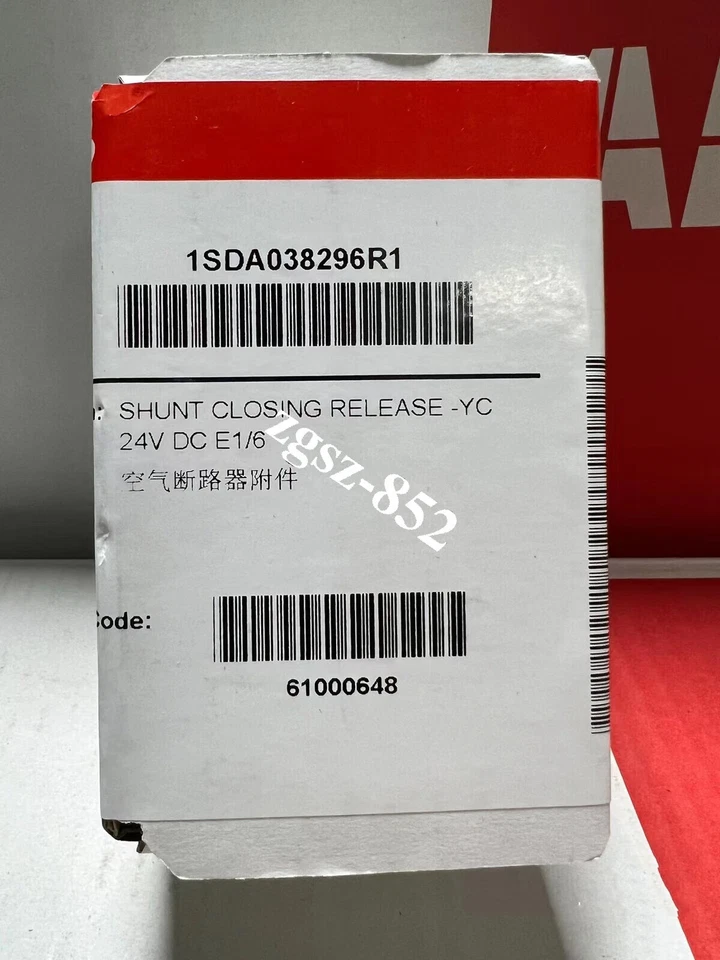 1SDA038296R1
SHUNT CLOSING RELEASE -YC
24V DC E1/6
空气断路器附件
zgsz-852
Code:
61000648